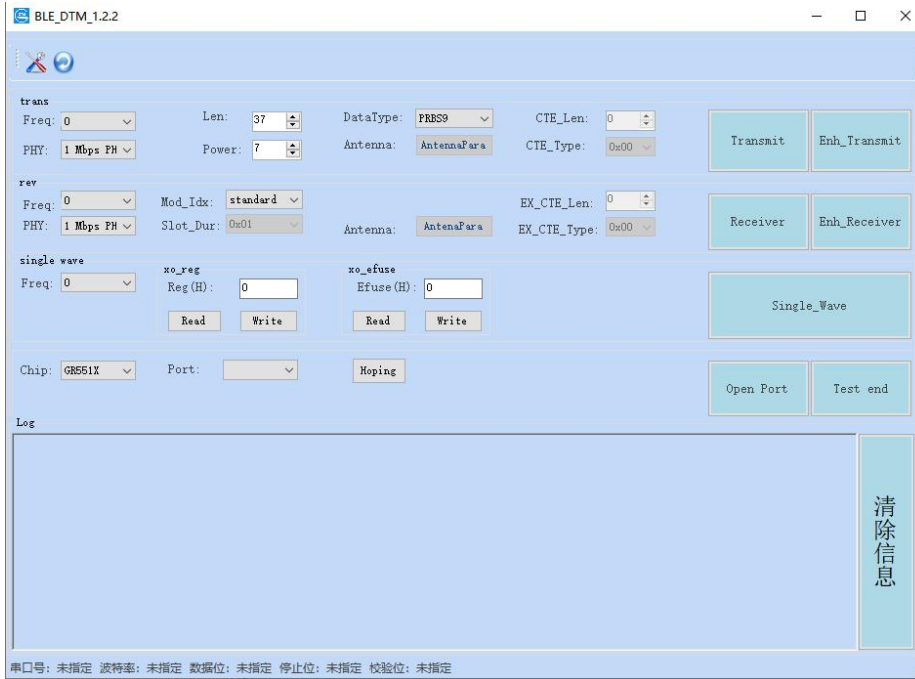 BLE_DTM_1.2.2
trans
Freq: 0 Len: 37 DataType: PRBS9 CTE_Len: 0
PHY: 1 Mbps PH Power: 7 Antenna: AntennaPara CTE_Type: 0x00
Transmit Enh_Transmit
rev
Freq: 0 Mod_Idx: standard EX_CTE_Len: 0
PHY: 1 Mbps PH Slot_Dur: 0x01 Antenna: AntenaPara EX_CTE_Type: 0x00
Receiver Enh_Receiver
single wave
Freq: 0
xo_reg
Reg(H): 0
Read Write
xo_efuse
Efuse(H): 0
Read Write
Single_Wave
Chip: GR551X Port: Hoping
Open Port Test end
Log
清除信息
串口号: 未指定 波特率: 未指定 数据位: 未指定 停止位: 未指定 校验位: 未指定